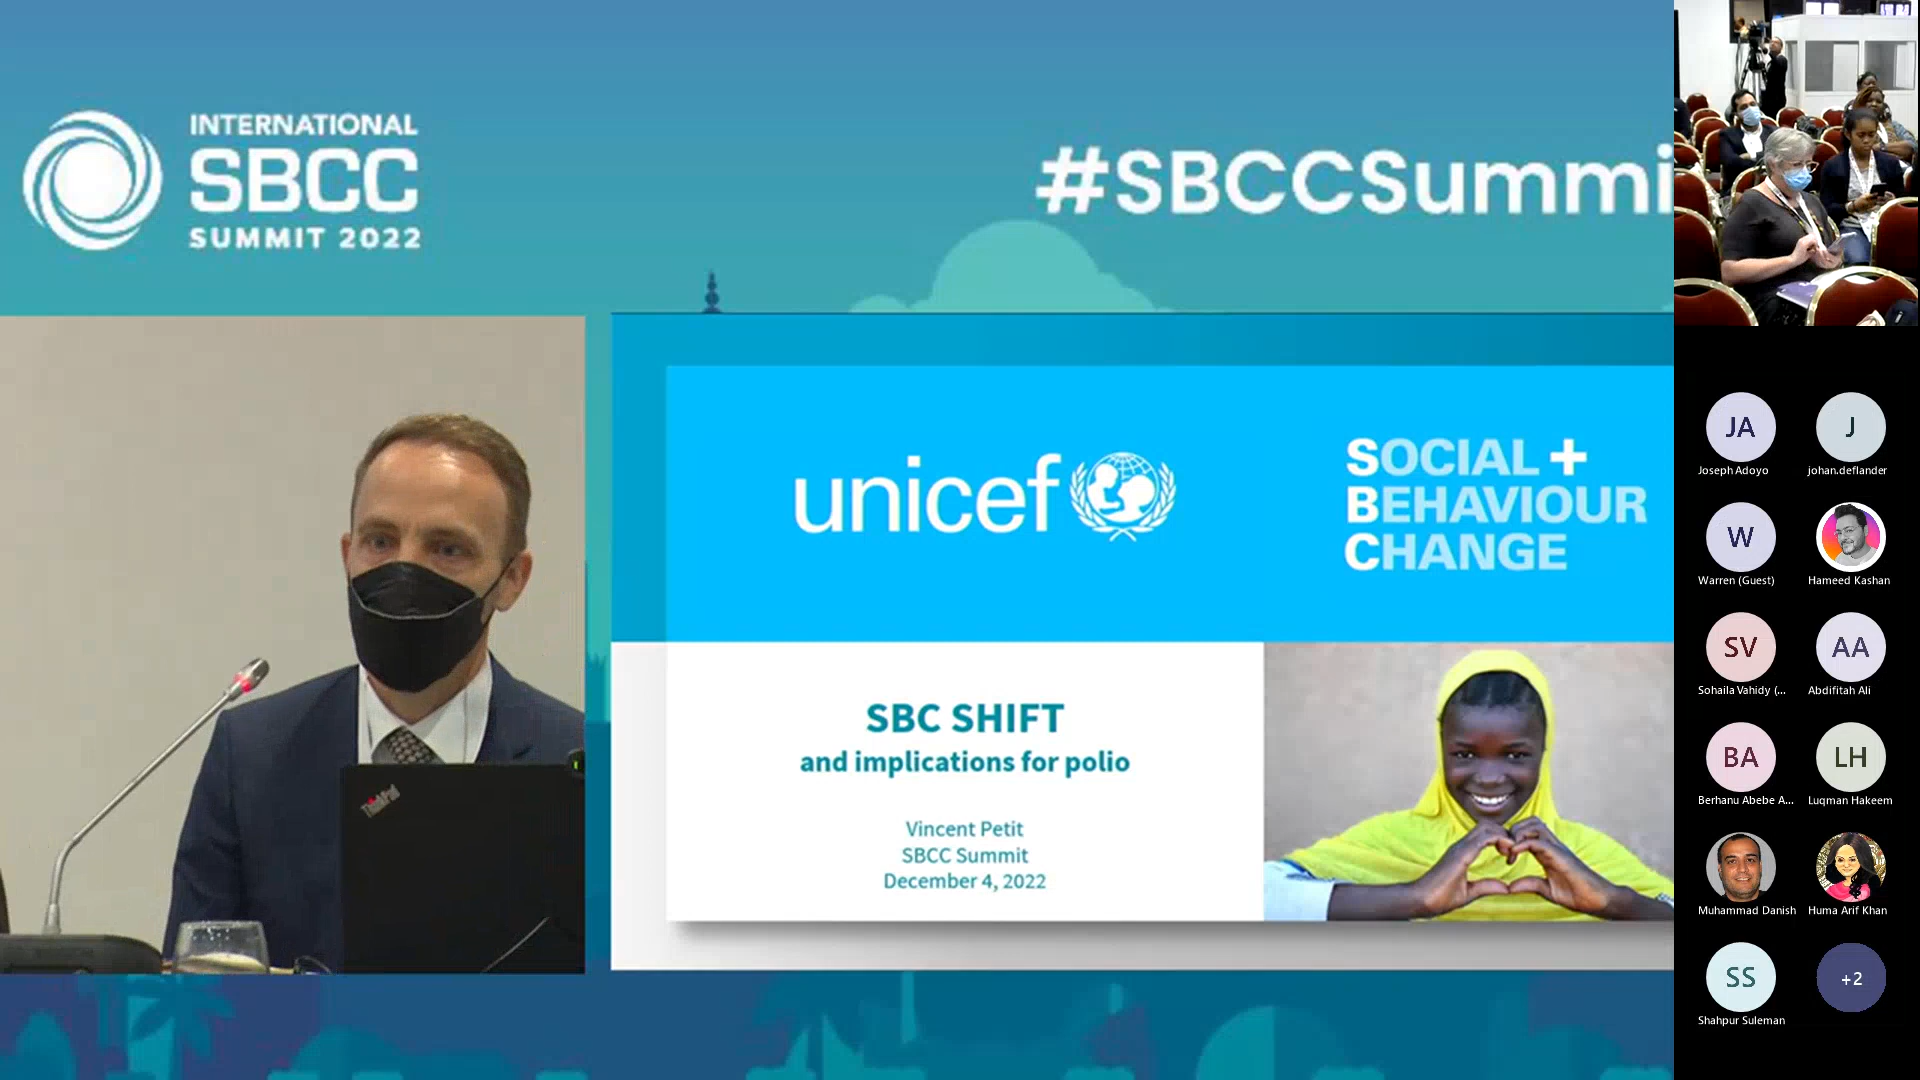 INTERNATIONAL
SBCC
SUMMIT 2022
#SBCCSummi
unicef
SOCIAL +
BEHAVIOUR
CHANGE
SBC SHIFT
and implications for polio
Vincent Petit
SBCC Summit
December 4, 2022
ThinkPad
JA
Joseph Adoyo
J
johan.deflander
W
Warren (Guest)
Hameed Kashan
SV
Sohaila Vahidy (...
AA
Abdifitah Ali
BA
Berhanu Abebe A...
LH
Luqman Hakeem
Muhammad Danish
Huma Arif Khan
SS
Shahpur Suleman
+2